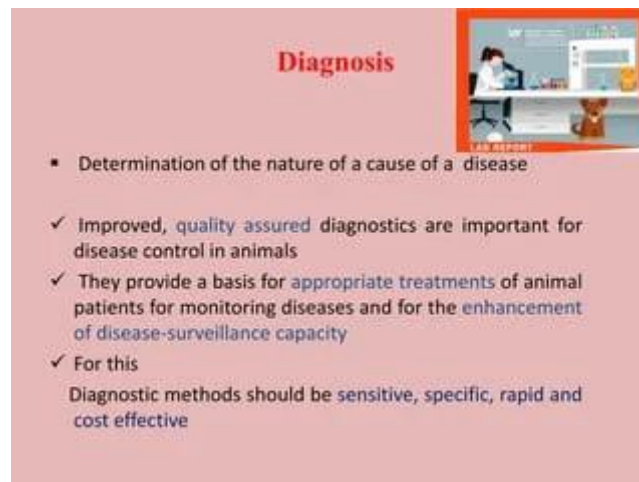 Diagnosis
LAB REPORT
▪ Determination of the nature of a cause of a disease
✓ Improved, quality assured diagnostics are important for
disease control in animals
✓ They provide a basis for appropriate treatments of animal
patients for monitoring diseases and for the enhancement
of disease-surveillance capacity
✓ For this
Diagnostic methods should be sensitive, specific, rapid and
cost effective